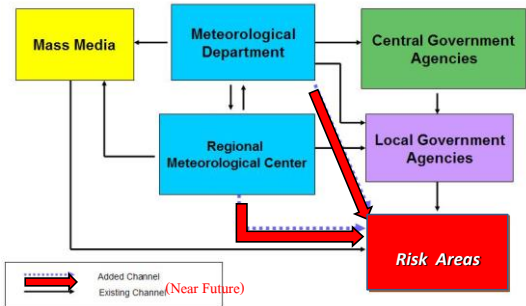 Mass Media
Meteorological
Department
Central Government
Agencies
Regional
Meteorological Center
Local Government
Agencies
Risk Areas
Added Channel
Existing Channel
(Near Future)